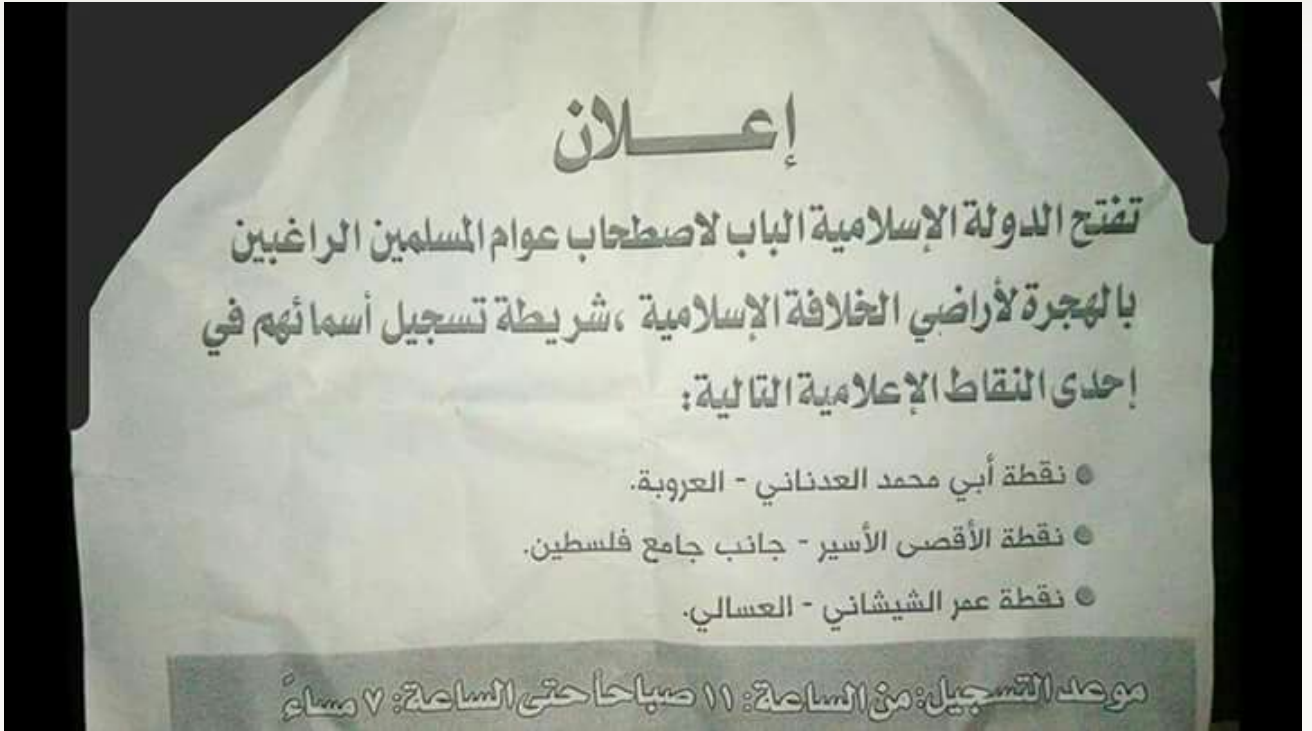 إعـــــلان
تفتح الدولة الإسلامية الباب لاصطحاب عوام المسلمين الراغبين
بالهجرة لأراضي الخلافة الإسلامية ،شريطة تسجيل أسمائهم في
إحدى النقاط الإعلامية التالية:
نقطة أبي محمد العدناني - العروبة.
نقطة الأقصى الأسير - جانب جامع فلسطين.
نقطة عمر الشيشاني - العسالي.
موعد التسجيل: من الساعة: ١١ صباحاً حتى الساعة: ٧ مساءً